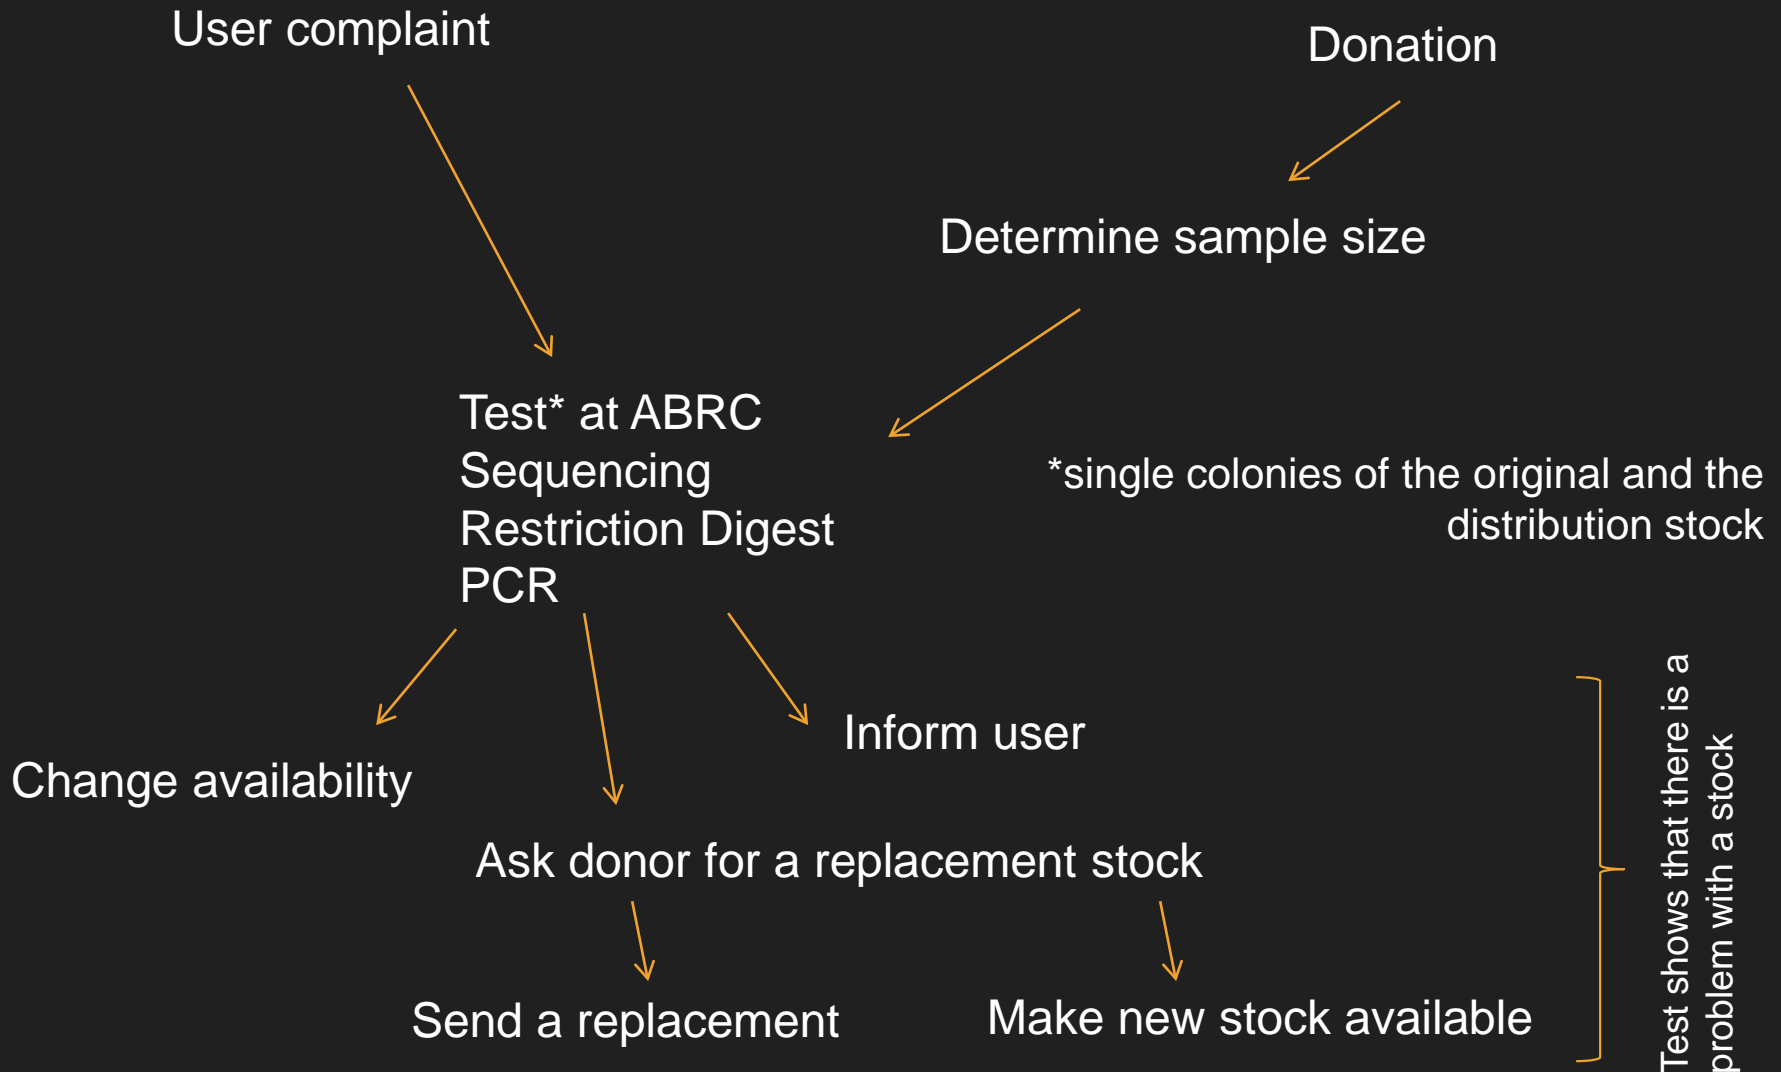 User complaint
Donation
Determine sample size
Test* at ABRC
Sequencing
Restriction Digest
PCR
*single colonies of the original and the
distribution stock
Inform user
Change availability
Ask donor for a replacement stock
Send a replacement
Make new stock available
Test shows that there is a
problem with a stock